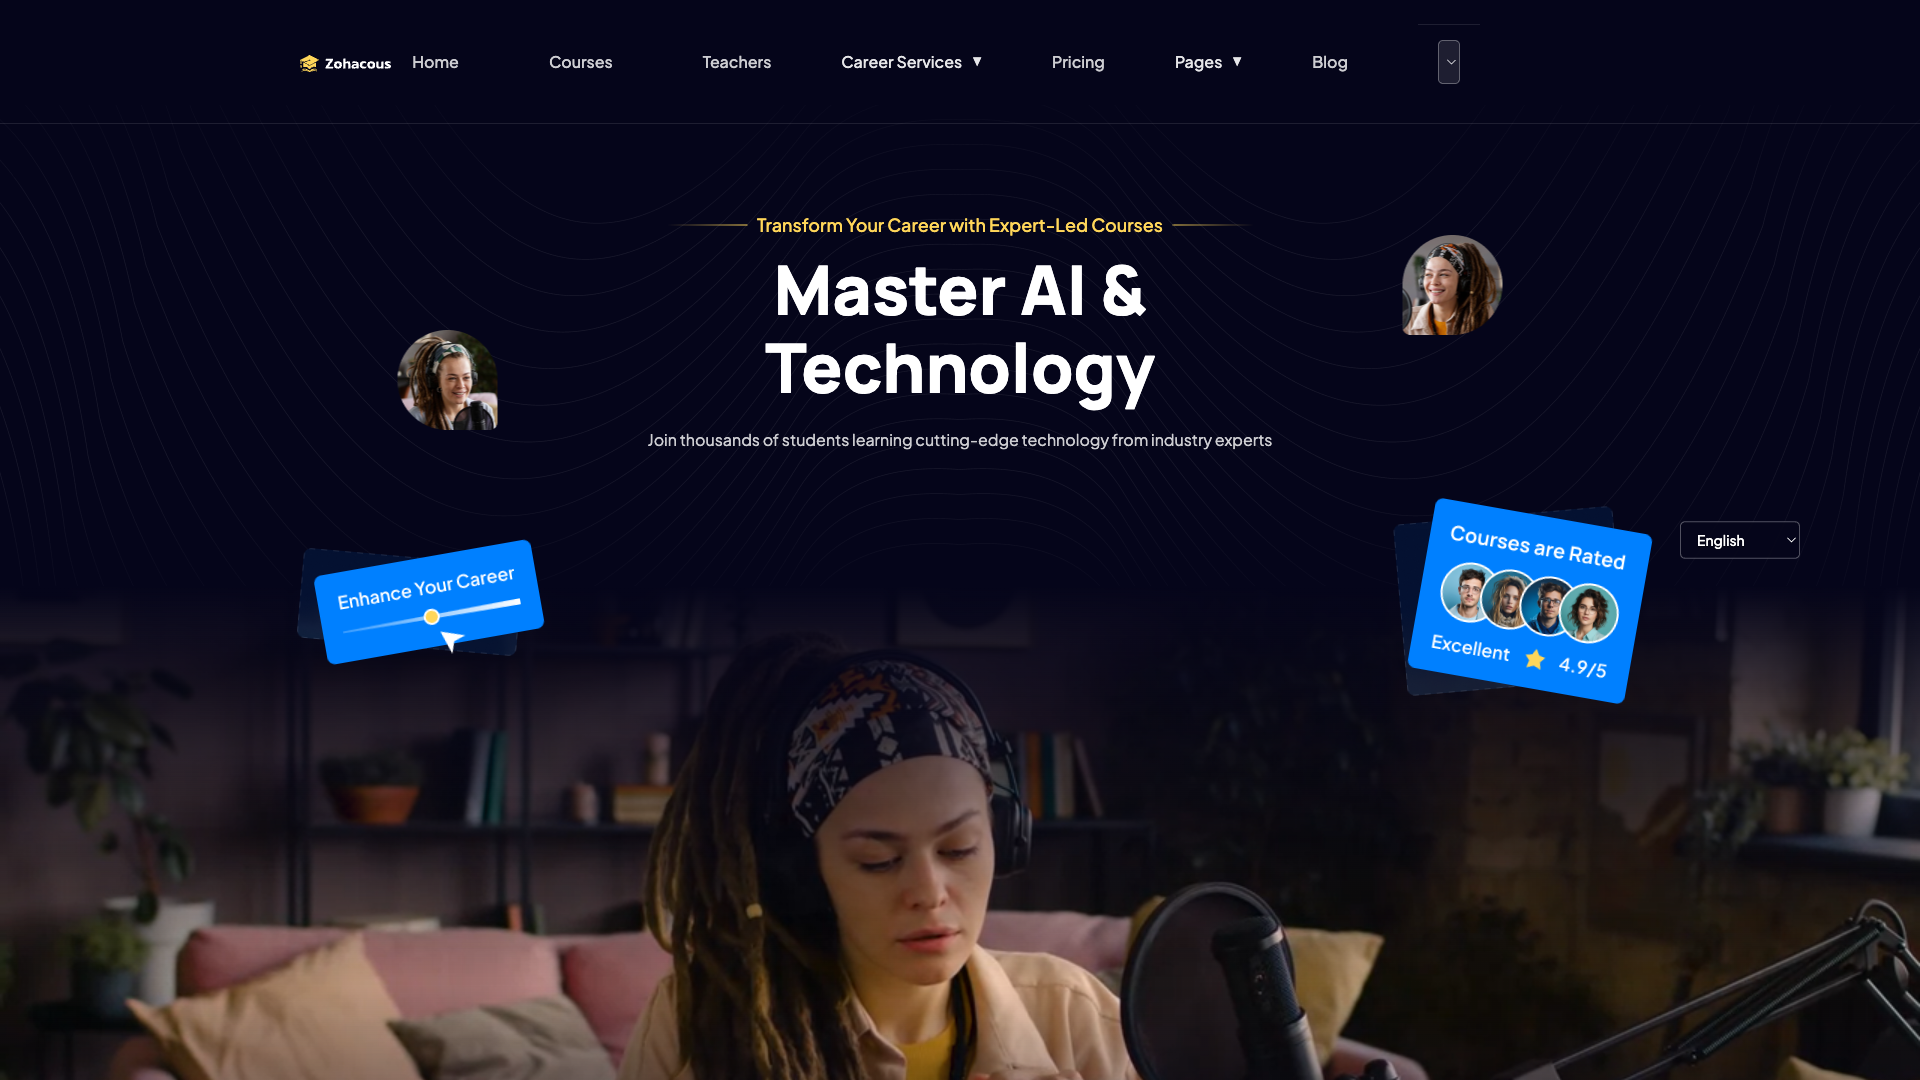 Zohacous
Home
Courses
Teachers
Career Services ▼
Pricing
Pages ▼
Blog
Transform Your Career with Expert-Led Courses
Master AI &
Technology
Join thousands of students learning cutting-edge technology from industry experts
Enhance Your Career
Courses are Rated
Excellent 4.9/5
English